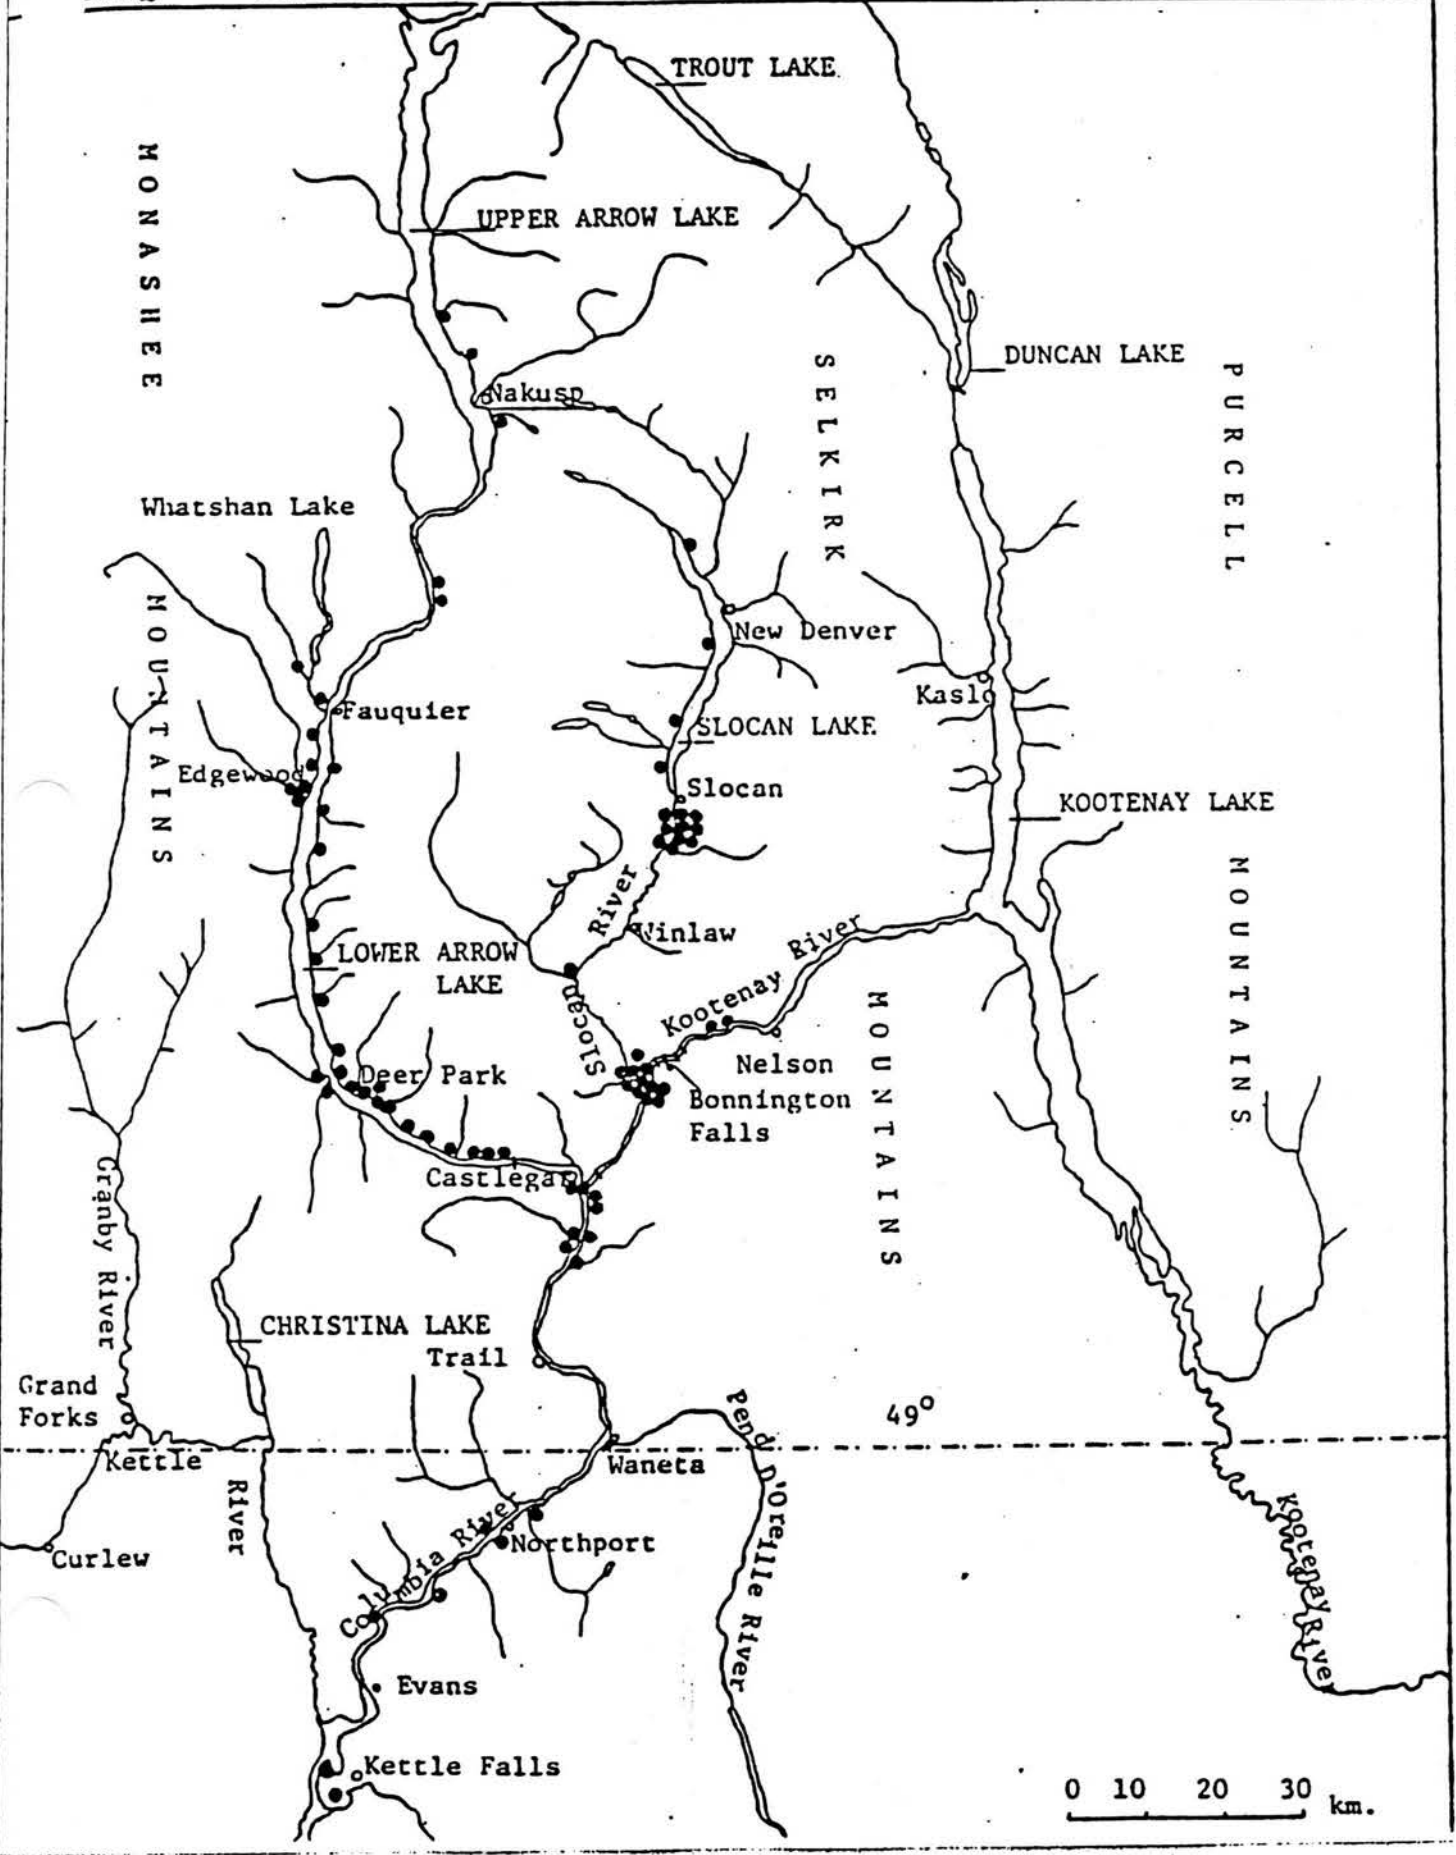 TROUT LAKE
MONASHEE
UPPER ARROW LAKE
SELKIRK
DUNCAN LAKE
PURCELL
Nakusp
Whatshan Lake
MOUNTAINS
New Denver
Kaslo
Fauquier
SLOCAN LAKE
Edgewood
Slocan
KOOTENAY LAKE
River
Winlaw
MOUNTAINS
LOWER ARROW
LAKE
Slocan
Kootenay River
MOUNTAINS
Nelson
Deer Park
Bonnington
Falls
Castlegar
Granby River
CHRISTINA LAKE
Trail
Grand
Forks
49°
Pend D'Oreille River
Kettle
River
Waneta
Curlew
Columbia River
Northport
Kootenay River
Evans
Kettle Falls
0 10 20 30 km.